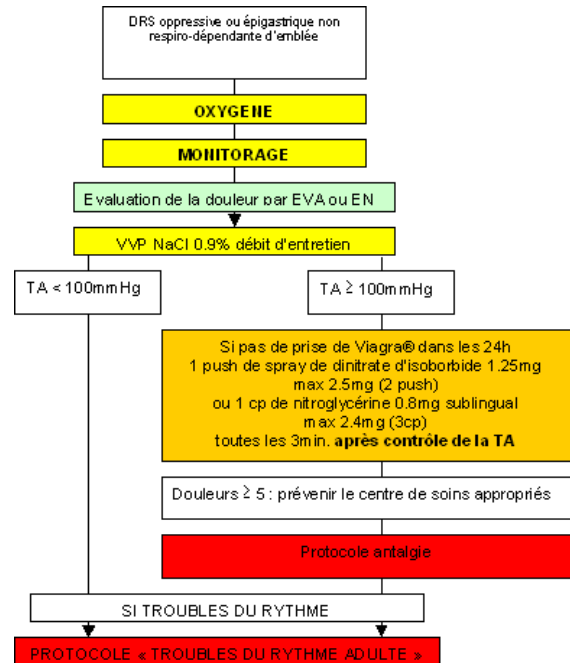 DRS oppressive ou épigastrique non
respiro-dépendante d'emblée
OXYGENE
MONITORAGE
Evaluation de la douleur par EVA ou EN
VVP NaCl 0.9% débit d'entretien
TA < 100mmHg
TA ≥ 100mmHg
Si pas de prise de Viagra® dans les 24h
1 push de spray de dinitrate d'isoborbide 1.25mg
max 2.5mg (2 push)
ou 1 cp de nitroglycérine 0.8mg sublingual
max 2.4mg (3cp)
toutes les 3min. après contrôle de la TA
Douleurs ≥ 5 : prévenir le centre de soins appropriés
Protocole antalgie
SI TROUBLES DU RYTHME
PROTOCOLE « TROUBLES DU RYTHME ADULTE »